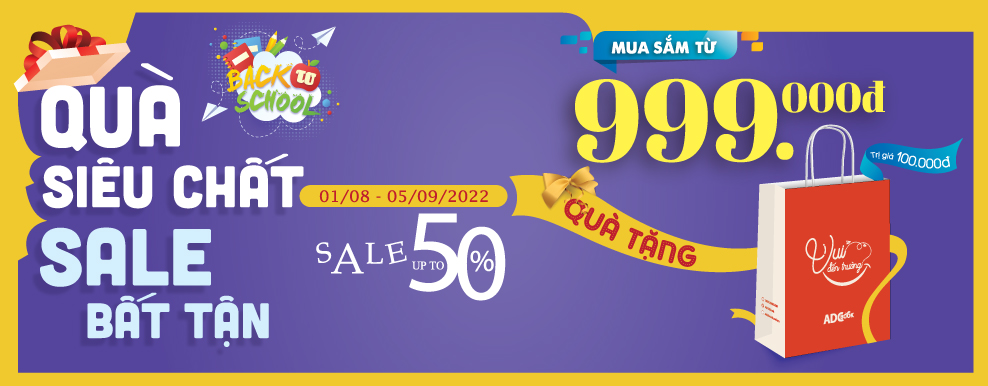 QUÀ
SIÊU CHẤT
SALE
BẤT TẬN
BACK TO
SCHOOL
01/08 - 05/09/2022
SALE UP TO 50%
MUA SẮM TỪ
999.000đ
QUÀ TẶNG
Trị giá 100.000đ
Vui
đến trường